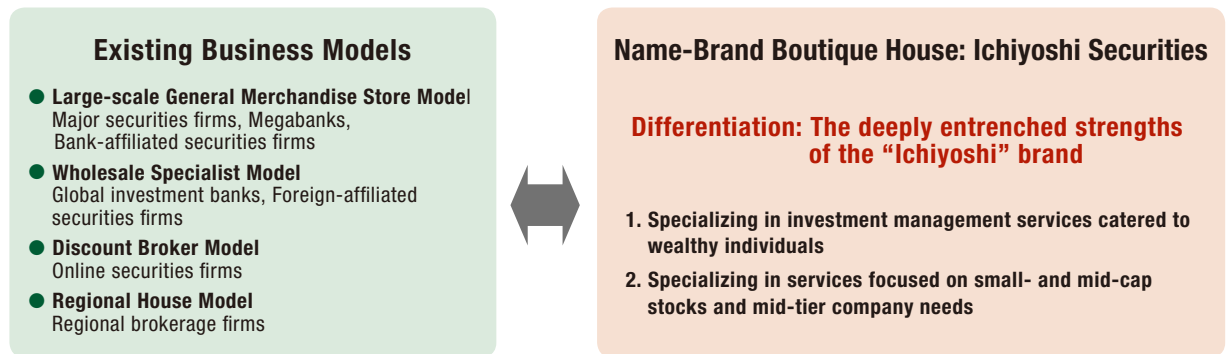 Existing Business Models
● Large-scale General Merchandise Store Model
Major securities firms, Megabanks,
Bank-affiliated securities firms
● Wholesale Specialist Model
Global investment banks, Foreign-affiliated
securities firms
● Discount Broker Model
Online securities firms
● Regional House Model
Regional brokerage firms
Name-Brand Boutique House: Ichiyoshi Securities
Differentiation: The deeply entrenched strengths
of the “Ichiyoshi” brand
1. Specializing in investment management services catered to
wealthy individuals
2. Specializing in services focused on small- and mid-cap
stocks and mid-tier company needs